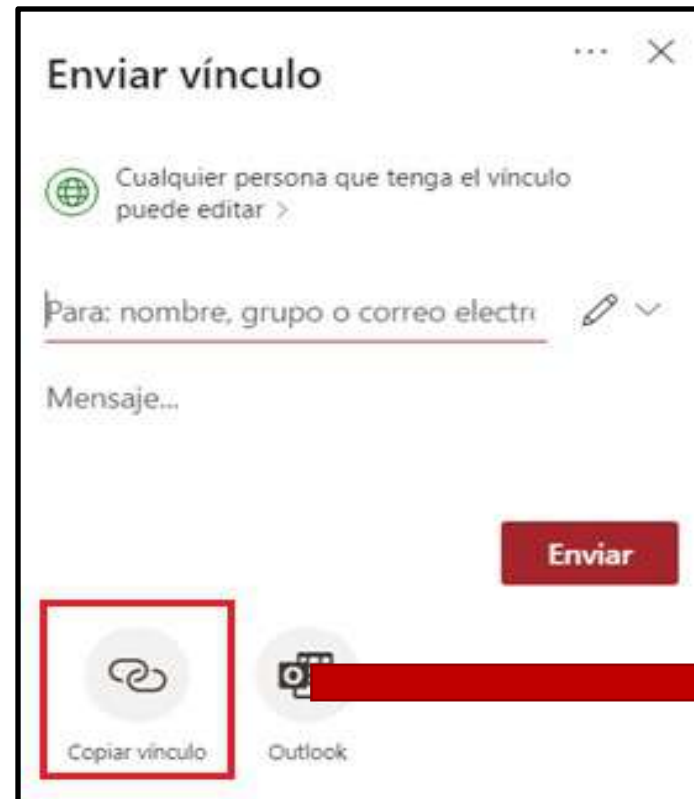 Enviar vínculo
Cualquier persona que tenga el vínculo
puede editar >
Para: nombre, grupo o correo electr
Mensaje...
Enviar
Copiar vínculo
Outlook